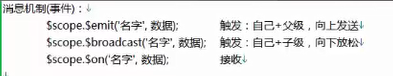 消息机制(事件)：
$scope.$emit('名字', 数据);	触发：自己+父级，向上发送
$scope.$broadcast('名字', 数据);	触发：自己+子级，向下放松
$scope.$on('名字', 数据);	接收